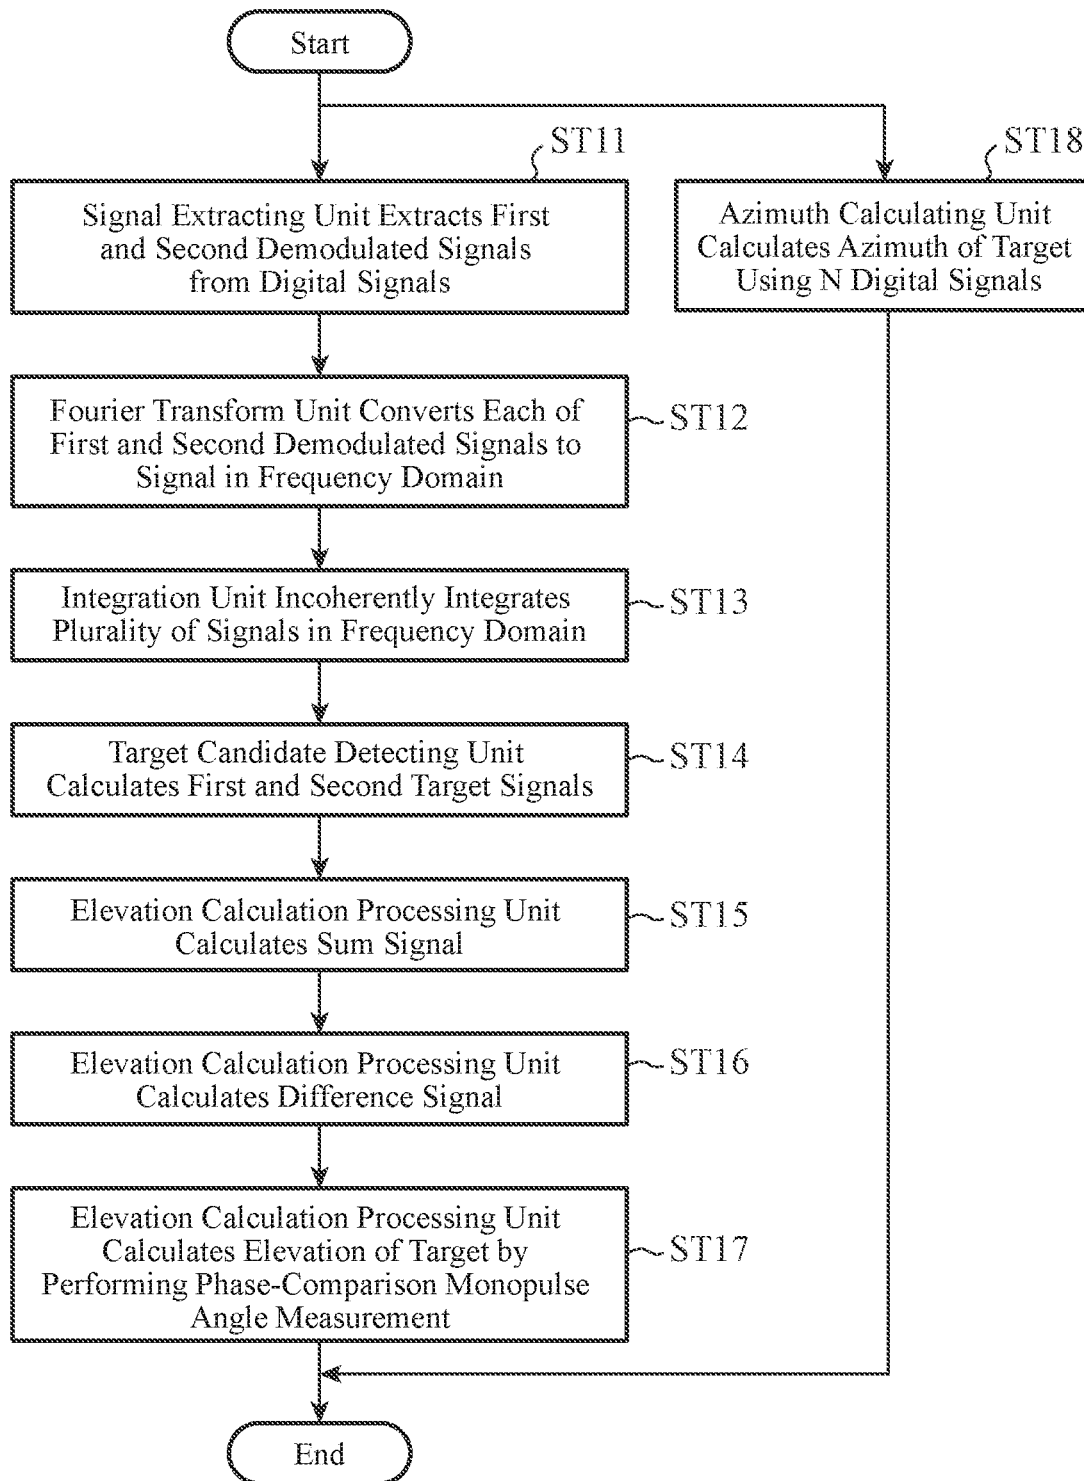 Start
ST11
Signal Extracting Unit Extracts First
and Second Demodulated Signals
from Digital Signals
ST18
Azimuth Calculating Unit
Calculates Azimuth of Target
Using N Digital Signals
Fourier Transform Unit Converts Each of
First and Second Demodulated Signals to
Signal in Frequency Domain
ST12
Integration Unit Incoherently Integrates
Plurality of Signals in Frequency Domain
ST13
Target Candidate Detecting Unit
Calculates First and Second Target Signals
ST14
Elevation Calculation Processing Unit
Calculates Sum Signal
ST15
Elevation Calculation Processing Unit
Calculates Difference Signal
ST16
Elevation Calculation Processing Unit
Calculates Elevation of Target by
Performing Phase-Comparison Monopulse
Angle Measurement
ST17
End